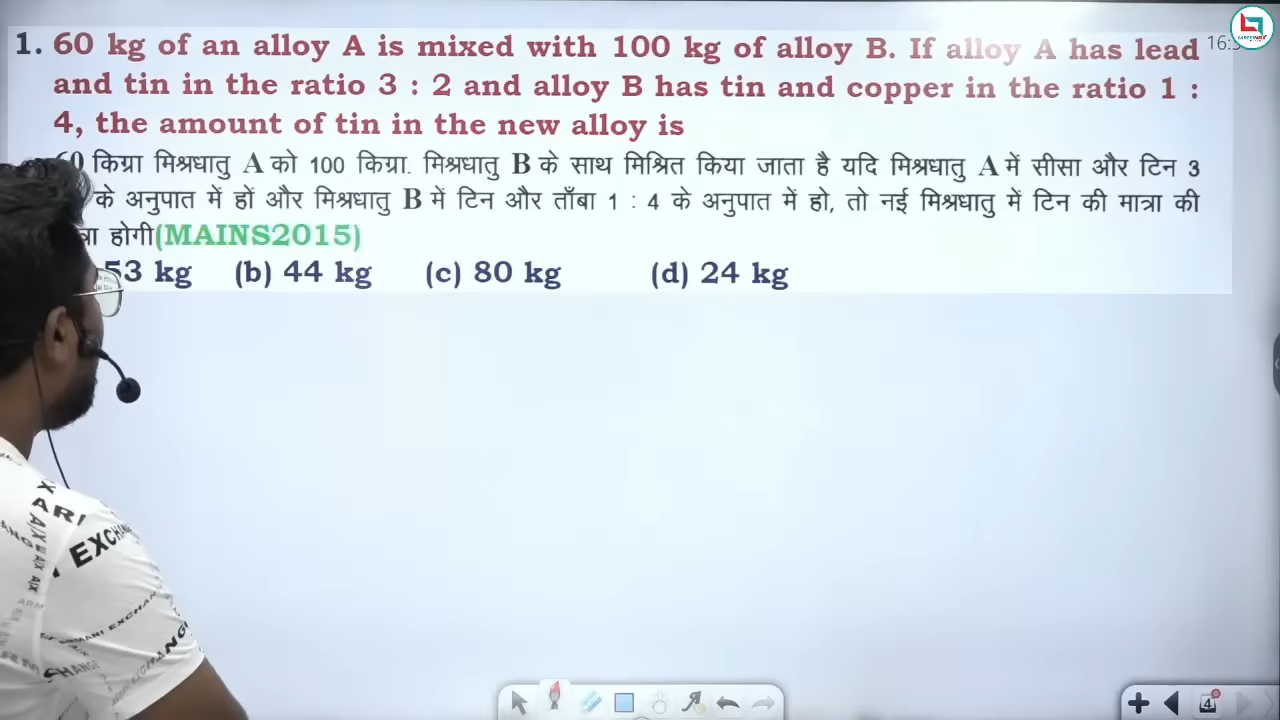 1. 60 kg of an alloy A is mixed with 100 kg of alloy B. If alloy A has lead
and tin in the ratio 3 : 2 and alloy B has tin and copper in the ratio 1 :
4, the amount of tin in the new alloy is
60 किग्रा मिश्रधातु A को 100 किग्रा. मिश्रधातु B के साथ मिश्रित किया जाता है यदि मिश्रधातु A में सीसा और टिन 3
के अनुपात में हों और मिश्रधातु B में टिन और ताँबा 1 : 4 के अनुपात में हो, तो नई मिश्रधातु में टिन की मात्रा की
होगी(MAINS2015)
53 kg (b) 44 kg (c) 80 kg (d) 24 kg
EXCHAN